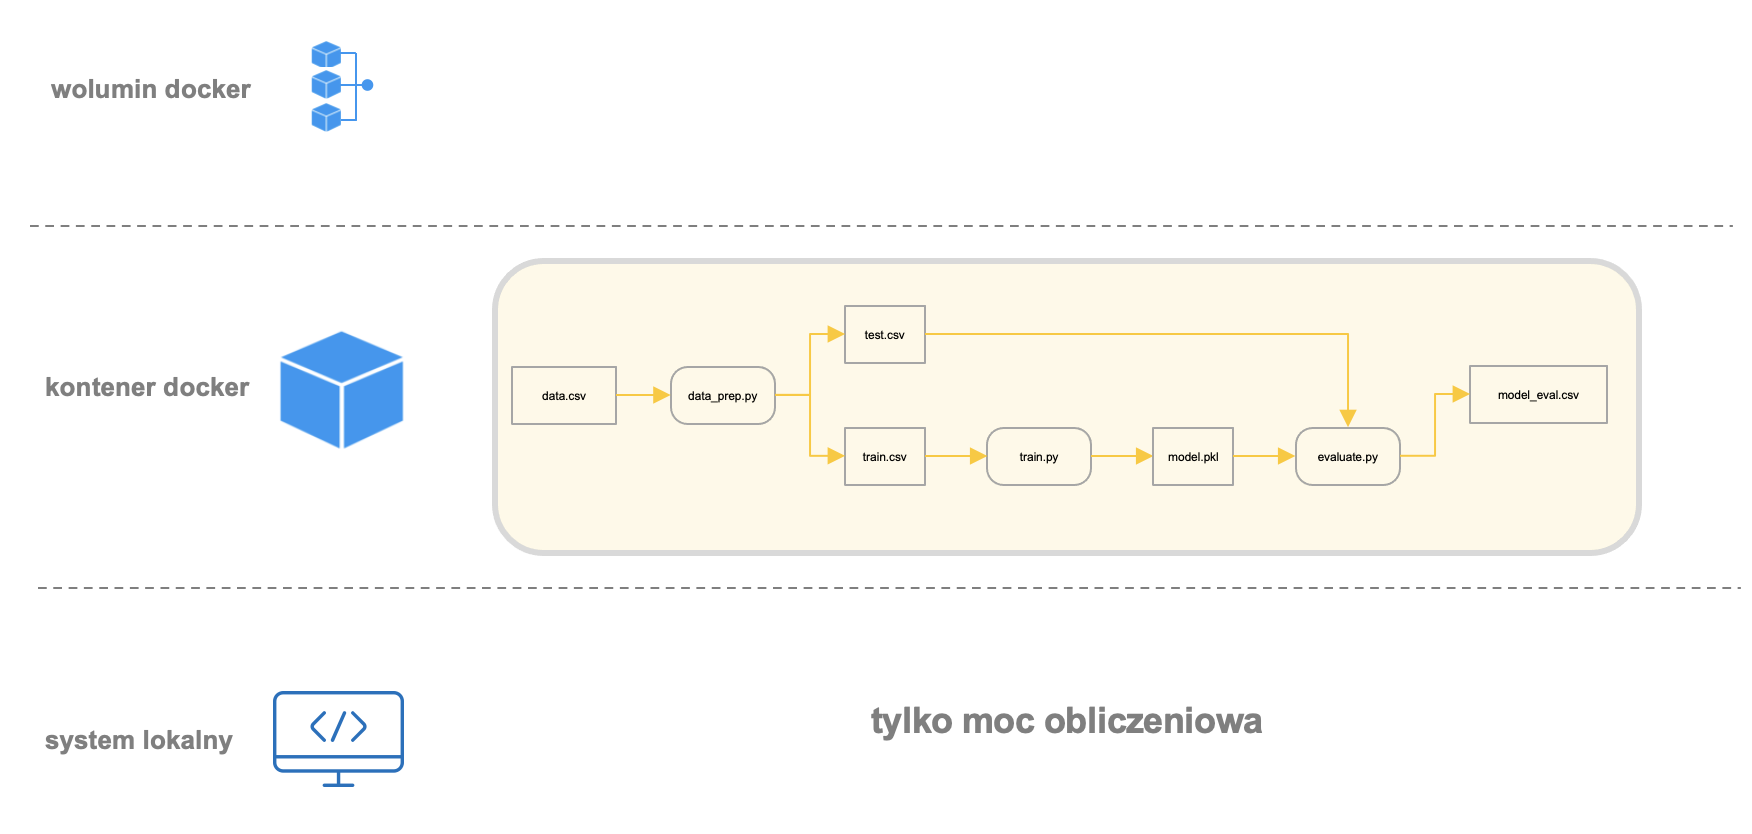 wolumin docker
kontener docker
data.csv
data_prep.py
test.csv
train.csv
train.py
model.pkl
evaluate.py
model_eval.csv
system lokalny
</>
tylko moc obliczeniowa